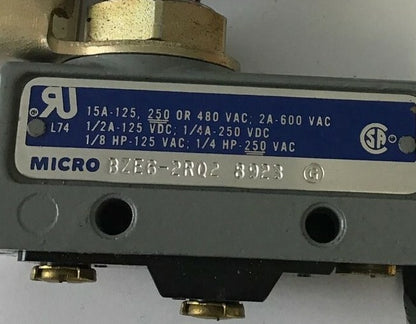 15A-125, 250 OR 480 VAC; 2A-600 VAC
L74 1/2A-125 VDC; 1/4A-250 VDC
1/8 HP-125 VAC; 1/4 HP-250 VAC
MICRO BZE6-2RQ2 8923 H